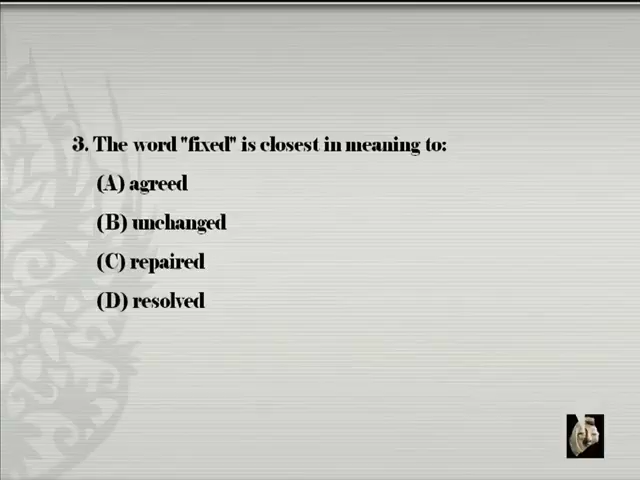 3. The word "fixed" is closest in meaning to:
(A) agreed
(B) unchanged
(C) repaired
(D) resolved